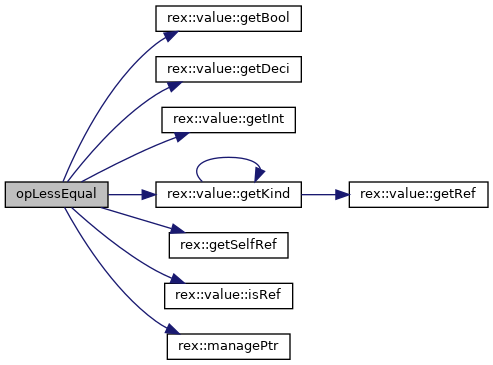 rex::value::getBool
rex::value::getDeci
rex::value::getInt
opLessEqual
rex::value::getKind
rex::value::getRef
rex::getSelfRef
rex::value::isRef
rex::managePtr